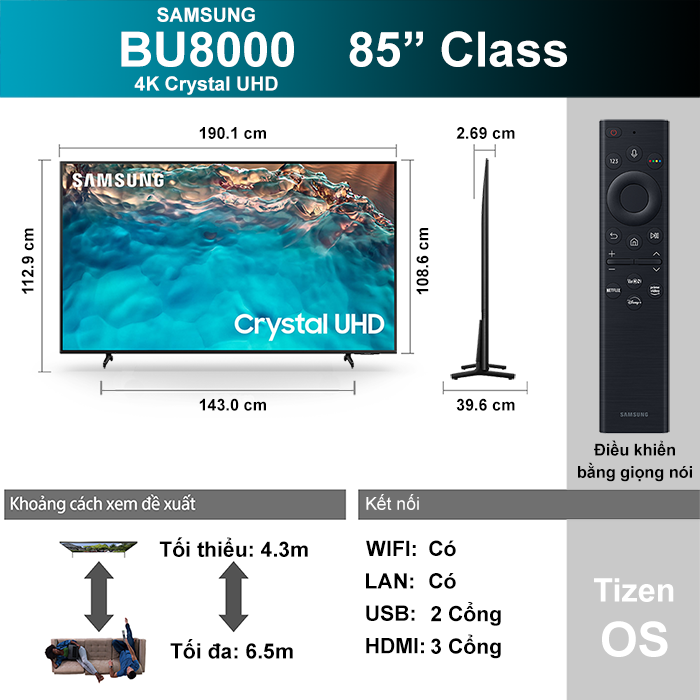 SAMSUNG
BU8000
4K Crystal UHD
85” Class
190.1 cm
2.69 cm
112.9 cm
SAMSUNG
Crystal UHD
108.6 cm
143.0 cm
39.6 cm
123
NETFLIX
Disney+
prime video
SAMSUNG
Điều khiển
bằng giọng nói
Khoảng cách xem đề xuất
Tối thiểu: 4.3m
Tối đa: 6.5m
Kết nối
WIFI: Có
LAN: Có
USB: 2 Cổng
HDMI: 3 Cổng
Tizen
OS